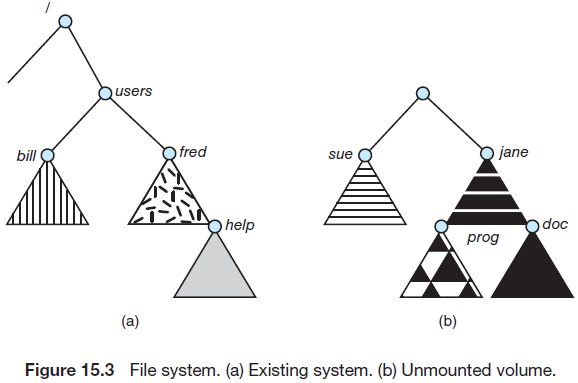 /
users
bill
fred
help
sue
jane
prog
doc
(a)
(b)
Figure 15.3 File system. (a) Existing system. (b) Unmounted volume.